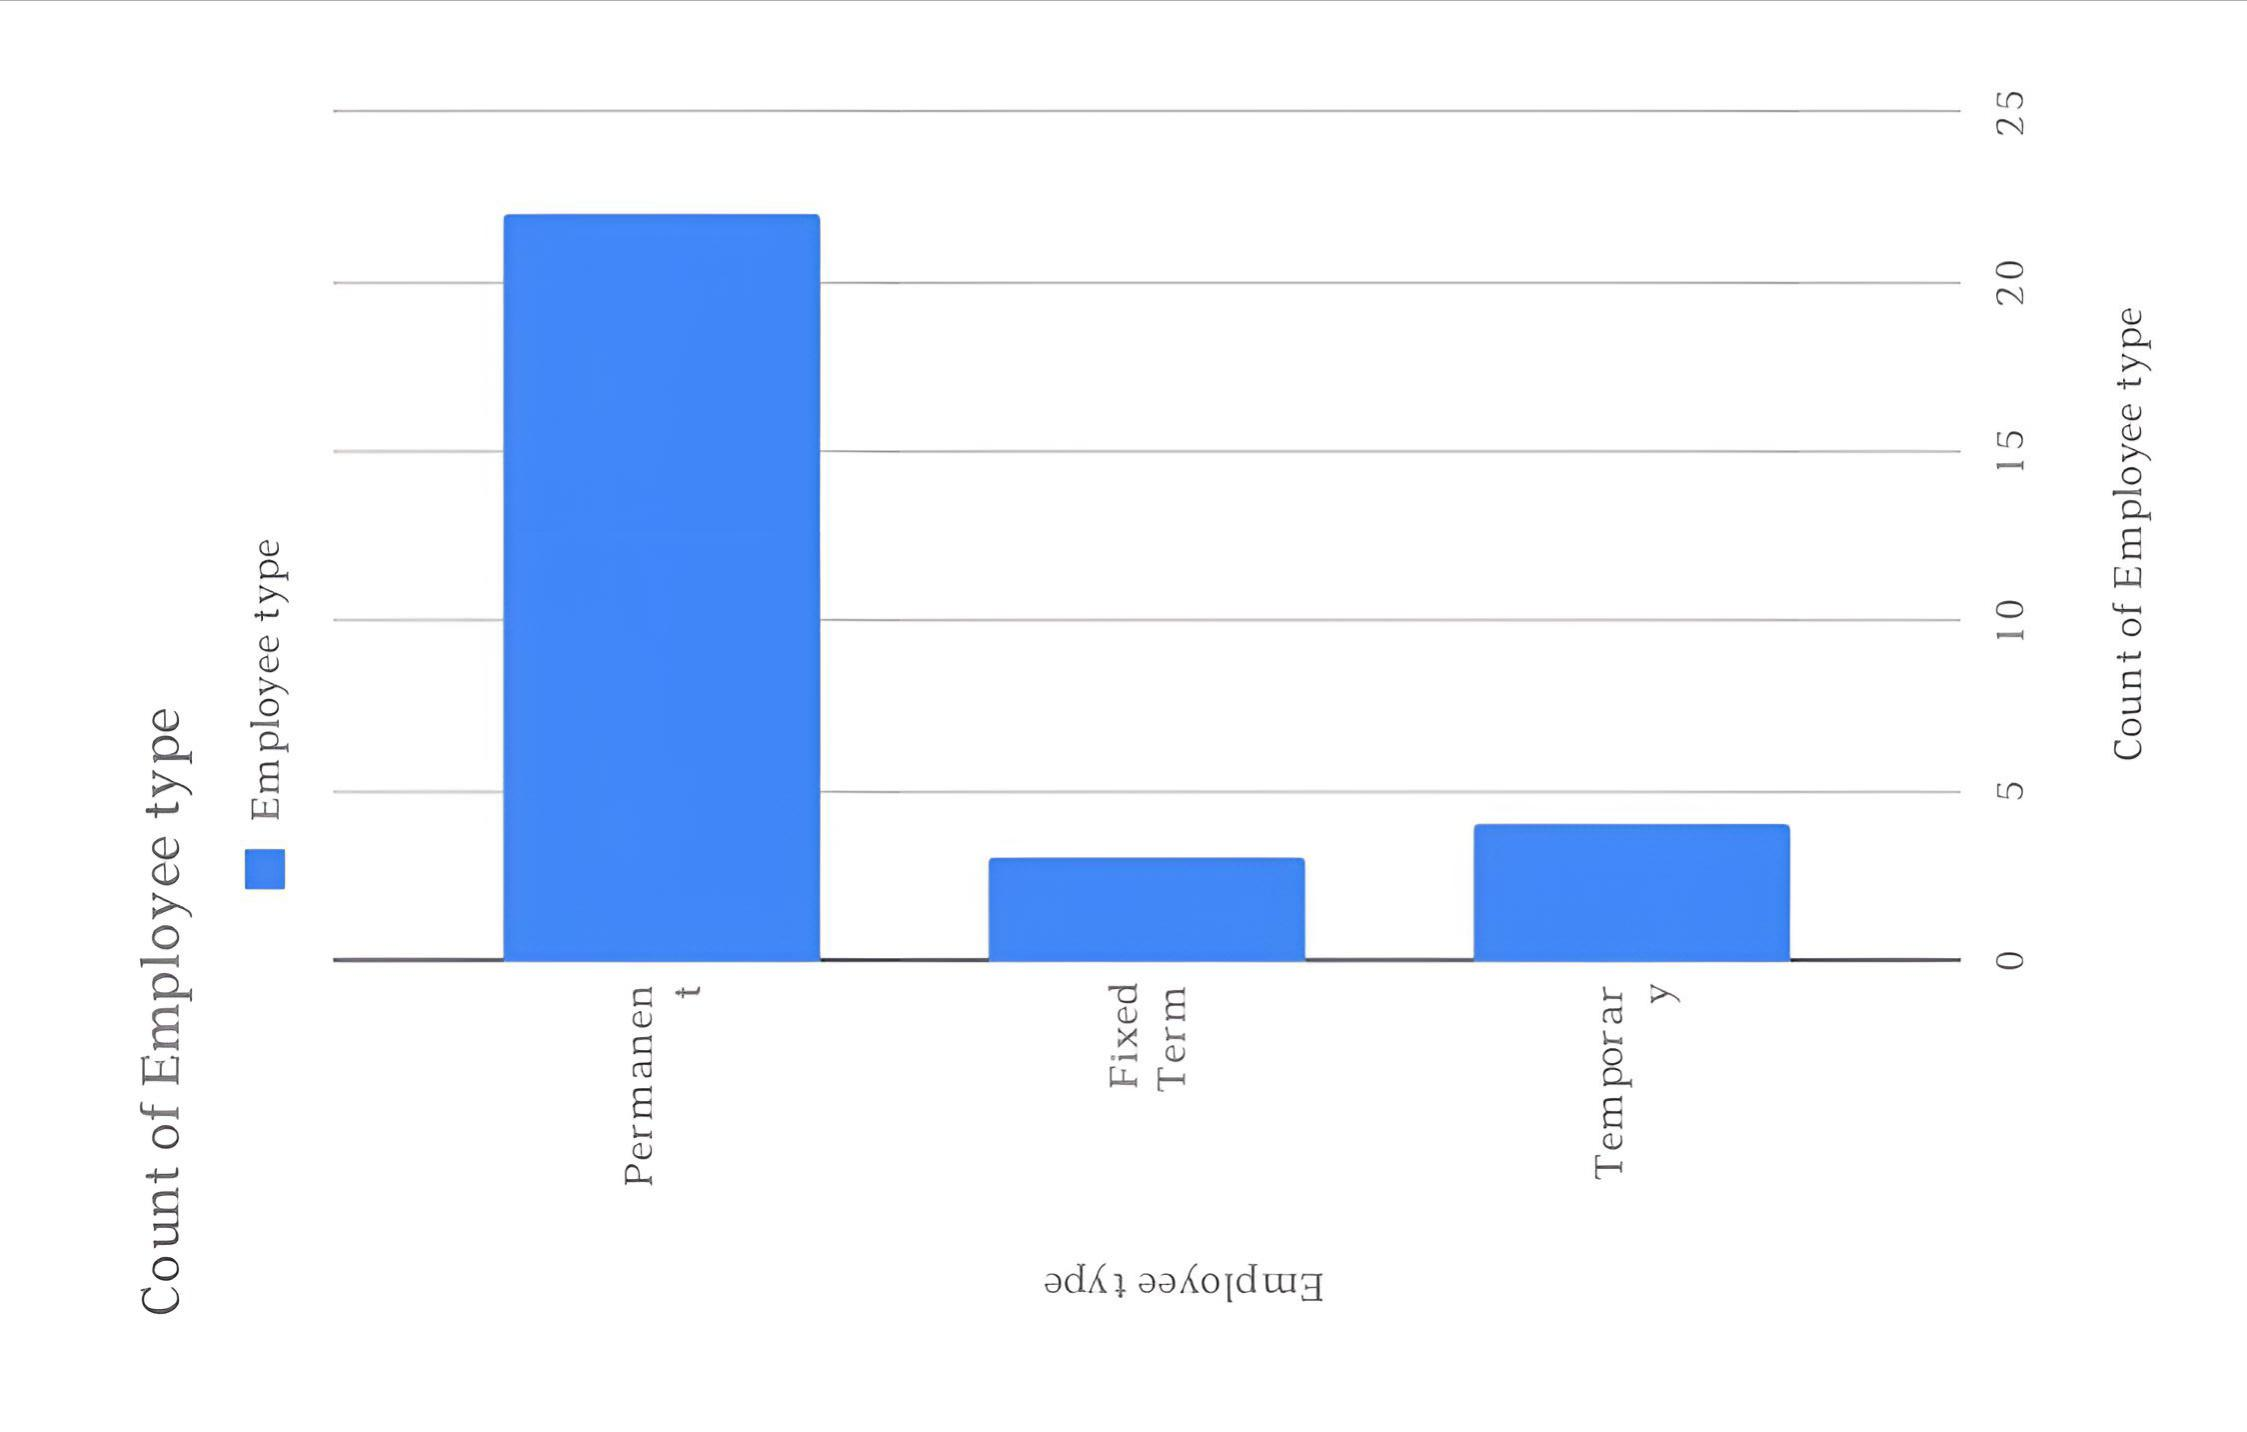 Count of Employee type
Employee type
Permanen
t
Fixed
Term
Temporar
y
Employee type
0
5
10
15
20
25
Count of Employee type